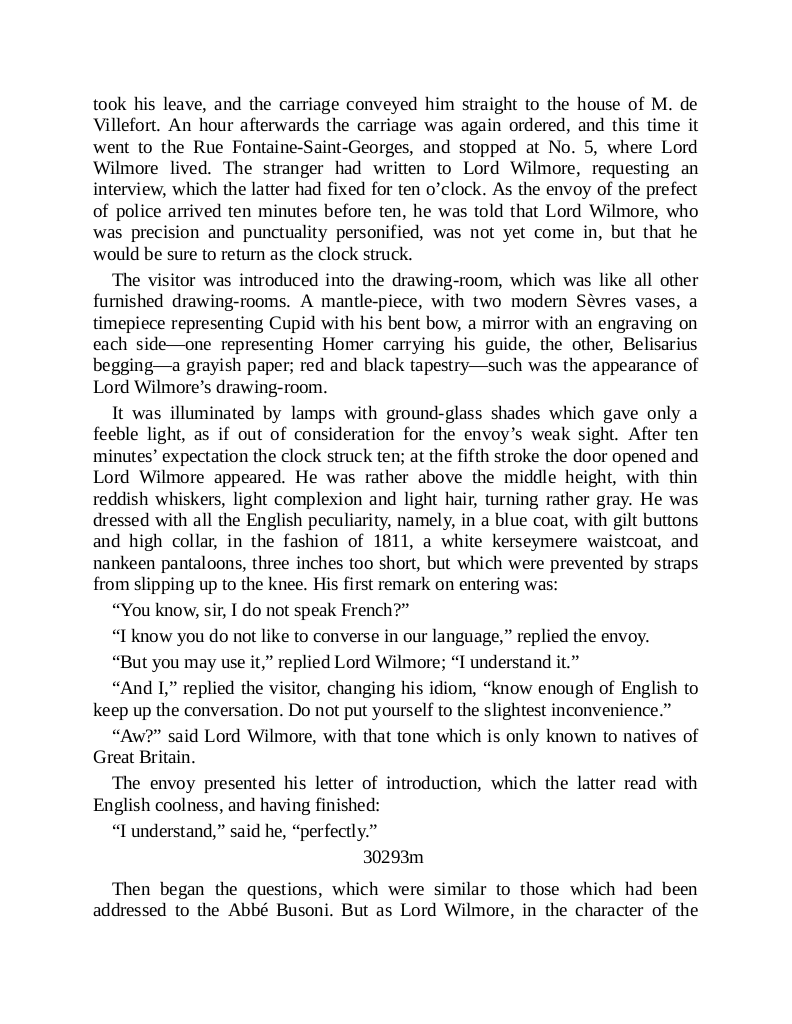 took his leave, and the carriage conveyed him straight to the house of M. de
Villefort. An hour afterwards the carriage was again ordered, and this time it
went to the Rue Fontaine-Saint-Georges, and stopped at No. 5, where Lord
Wilmore lived. The stranger had written to Lord Wilmore, requesting an
interview, which the latter had fixed for ten o’clock. As the envoy of the prefect
of police arrived ten minutes before ten, he was told that Lord Wilmore, who
was precision and punctuality personified, was not yet come in, but that he
would be sure to return as the clock struck.
The visitor was introduced into the drawing-room, which was like all other
furnished drawing-rooms. A mantle-piece, with two modern Sèvres vases, a
timepiece representing Cupid with his bent bow, a mirror with an engraving on
each side—one representing Homer carrying his guide, the other, Belisarius
begging—a grayish paper; red and black tapestry—such was the appearance of
Lord Wilmore’s drawing-room.
It was illuminated by lamps with ground-glass shades which gave only a
feeble light, as if out of consideration for the envoy’s weak sight. After ten
minutes’ expectation the clock struck ten; at the fifth stroke the door opened and
Lord Wilmore appeared. He was rather above the middle height, with thin
reddish whiskers, light complexion and light hair, turning rather gray. He was
dressed with all the English peculiarity, namely, in a blue coat, with gilt buttons
and high collar, in the fashion of 1811, a white kerseymere waistcoat, and
nankeen pantaloons, three inches too short, but which were prevented by straps
from slipping up to the knee. His first remark on entering was:
“You know, sir, I do not speak French?”
“I know you do not like to converse in our language,” replied the envoy.
“But you may use it,” replied Lord Wilmore; “I understand it.”
“And I,” replied the visitor, changing his idiom, “know enough of English to
keep up the conversation. Do not put yourself to the slightest inconvenience.”
“Aw?” said Lord Wilmore, with that tone which is only known to natives of
Great Britain.
The envoy presented his letter of introduction, which the latter read with
English coolness, and having finished:
“I understand,” said he, “perfectly.”
30293m
Then began the questions, which were similar to those which had been
addressed to the Abbé Busoni. But as Lord Wilmore, in the character of the